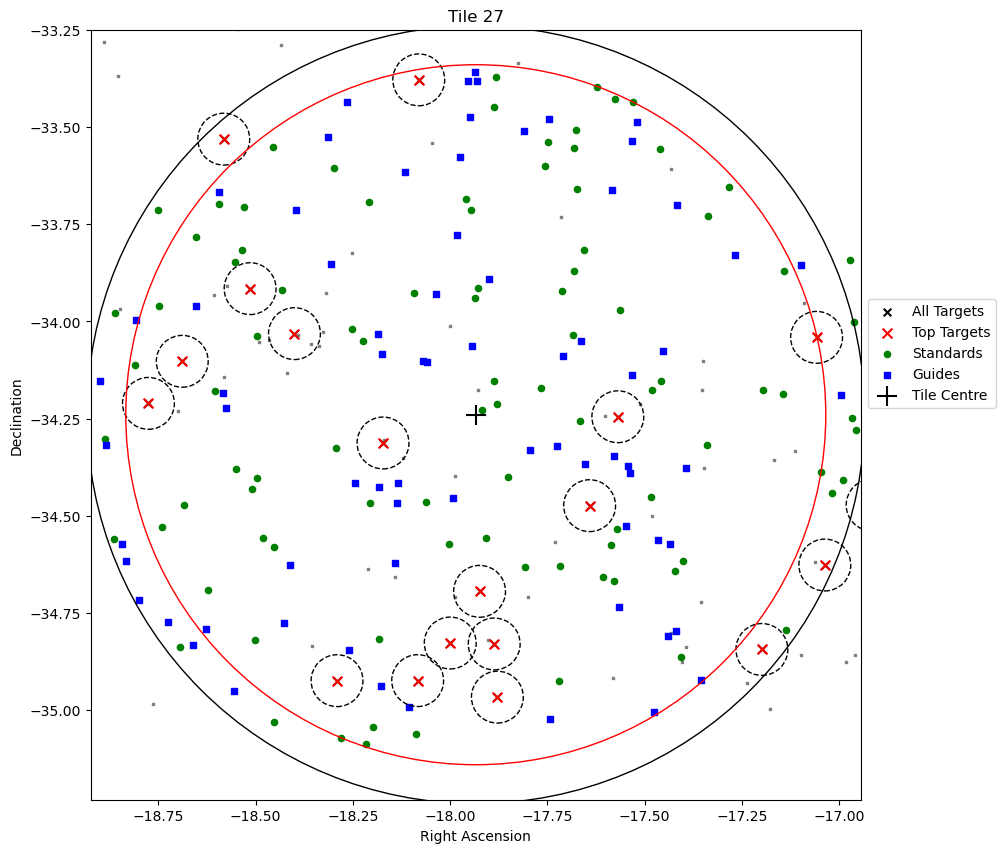 Tile 27
−33.25
−33.50
−33.75
−34.00
−34.25
−34.50
−34.75
−35.00
Declination
−18.75
−18.50
−18.25
−18.00
−17.75
−17.50
−17.25
−17.00
Right Ascension
All Targets
Top Targets
Standards
Guides
Tile Centre